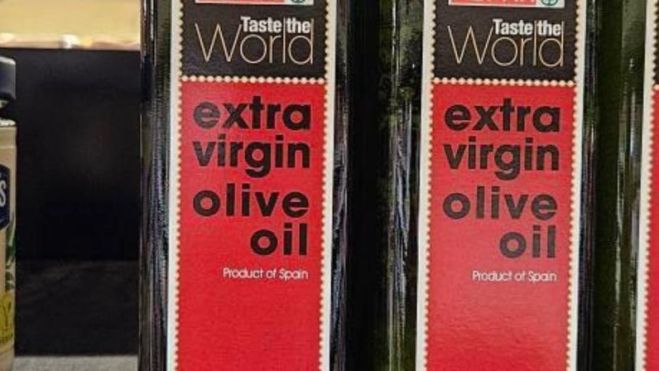 Taste the
World
extra
virgin
olive
oil
Product of Spain
Taste the
World
extra
virgin
olive
oil
Product of Spain